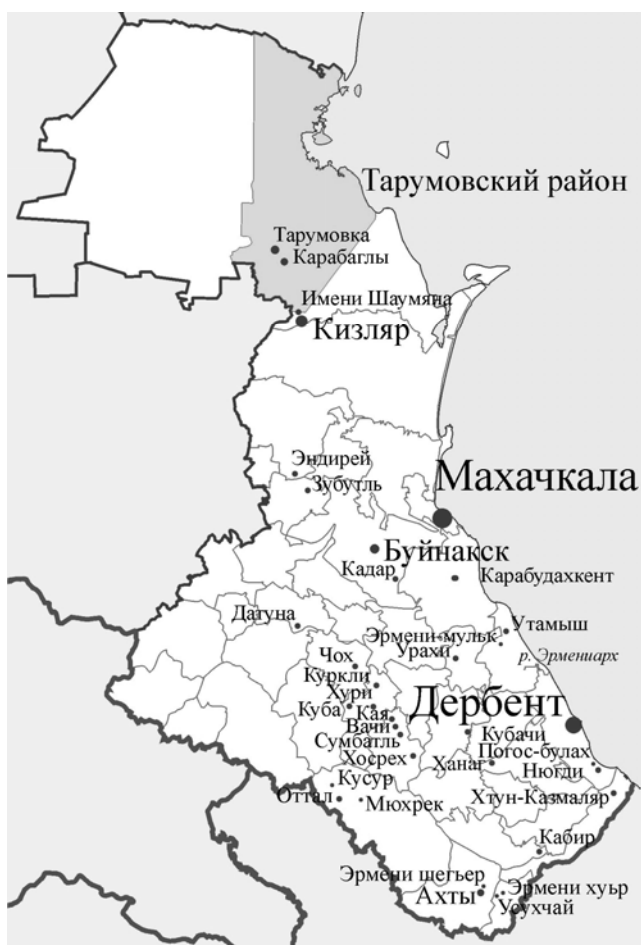 Тарумовский район
Тарумовка
Карабаглы
Имени Шаумяна
Кизляр
Эндирей
Зубутль
Махачкала
Буйнакск
Кадар
Карабудахкент
Датуна
Утамыш
Эрмени-мульк
Урахи
р. Эрмениарх
Чох
Куркли
Хури
Куба
Кая
Дербент
Вачи
Кубачи
Сумбатль
Погос-булах
Хосрех
Ханаг
Нюгди
Кусур
Оттал
Мюхрек
Хтун-Казмаляр
Кабир
Эрмени шегьер
Ахты
Эрмени хуьр
Усухчай